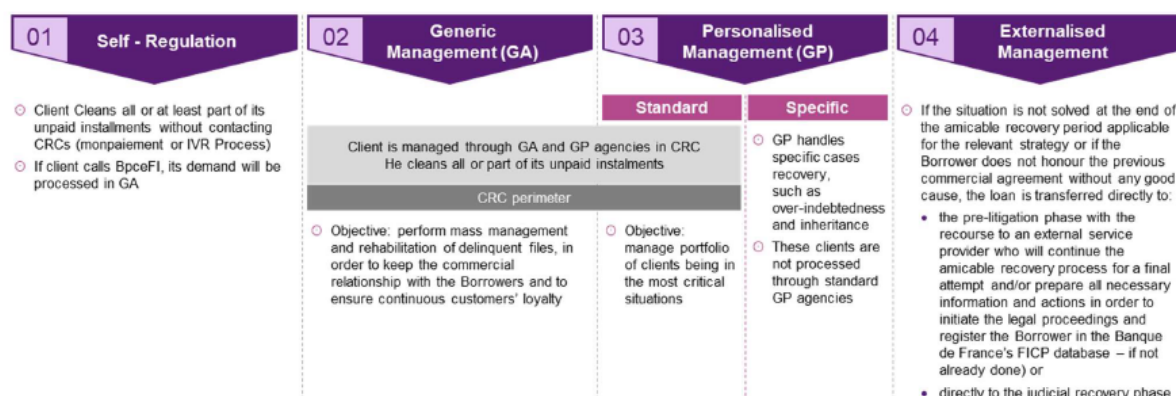 01
Self - Regulation
Client Cleans all or at least part of its
unpaid installments without contacting
CRCs (monpaiement or IVR Process)
If client calls BpceFI, its demand will be
processed in GA
02
Generic
Management (GA)
03
Personalised
Management (GP)
Standard
Specific
Client is managed through GA and GP agencies in CRC
He cleans all or part of its unpaid instalments
CRC perimeter
Objective: perform mass management
and rehabilitation of delinquent files, in
order to keep the commercial
relationship with the Borrowers and to
ensure continuous customers' loyalty
Objective:
manage portfolio
of clients being in
the most critical
situations
GP handles
specific cases
recovery,
such as
over-indebtedness
and inheritance
These clients are
not processed
through standard
GP agencies
04
Externalised
Management
If the situation is not solved at the end of
the amicable recovery period applicable
for the relevant strategy or if the
Borrower does not honour the previous
commercial agreement without any good
cause, the loan is transferred directly to:
the pre-litigation phase with the
recourse to an external service
provider who will continue the
amicable recovery process for a final
attempt and/or prepare all necessary
information and actions in order to
initiate the legal proceedings and
register the Borrower in the Banque
de France's FICP database – if not
already done) or
directly to the judicial recovery phase